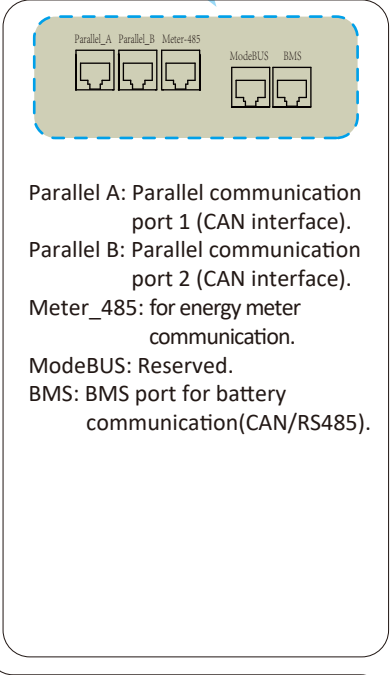 Parallel_A Parallel_B Meter-485
ModeBUS BMS
Parallel A: Parallel communication
port 1 (CAN interface).
Parallel B: Parallel communication
port 2 (CAN interface).
Meter_485: for energy meter
communication.
ModeBUS: Reserved.
BMS: BMS port for battery
communication(CAN/RS485).